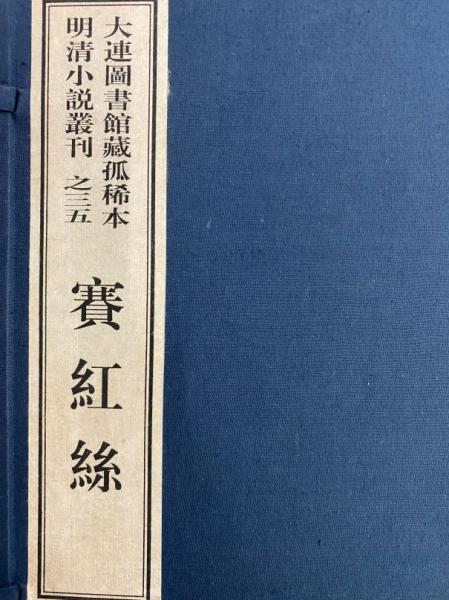 大連圖書館藏孤稀本
明清小説叢刊 之三五
賽紅絲